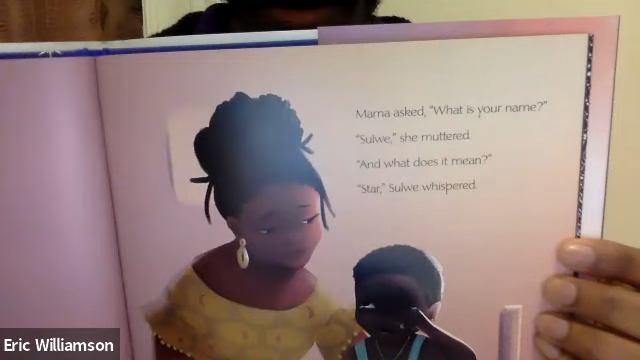 Mama asked, "What is your name?"
"Sulwe," she muttered.
"And what does it mean?"
"Star," Sulwe whispered.
Eric Williamson